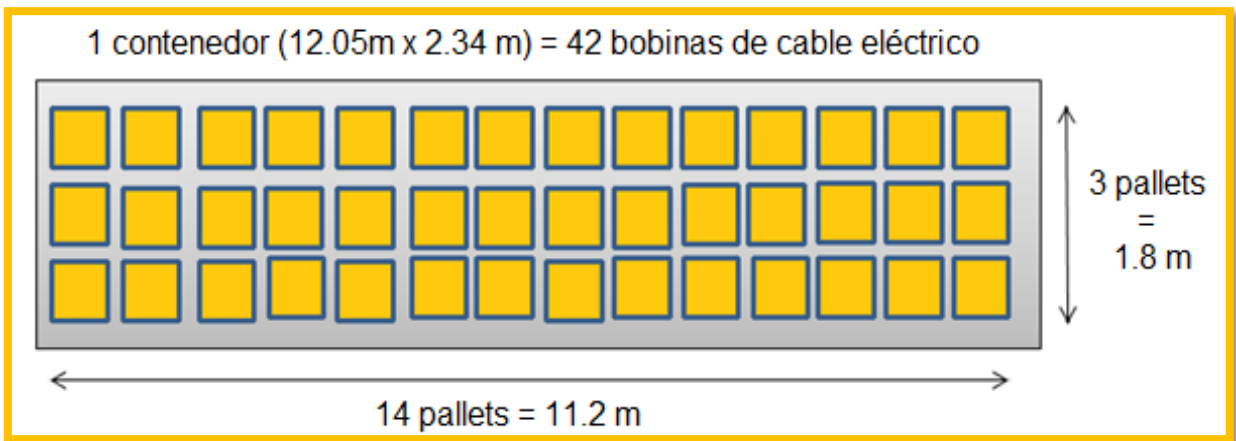 1 contenedor (12.05m x 2.34 m) = 42 bobinas de cable eléctrico
3 pallets
=
1.8 m
14 pallets = 11.2 m